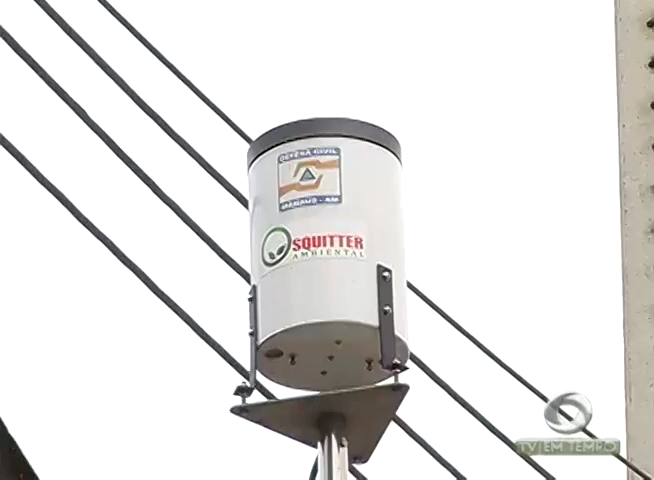 DEFESA CIVIL
MANAUS - AM
SQUITTER
AMBIENTAL
TV EM TEMPO